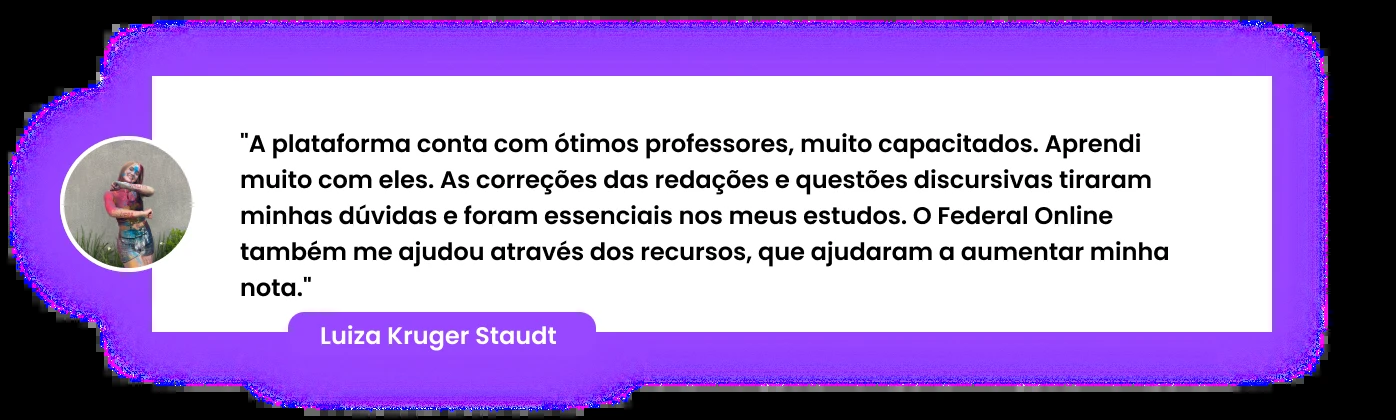 "A plataforma conta com ótimos professores, muito capacitados. Aprendi
muito com eles. As correções das redações e questões discursivas tiraram
minhas dúvidas e foram essenciais nos meus estudos. O Federal Online
também me ajudou através dos recursos, que ajudaram a aumentar minha
nota."
Luiza Kruger Staudt